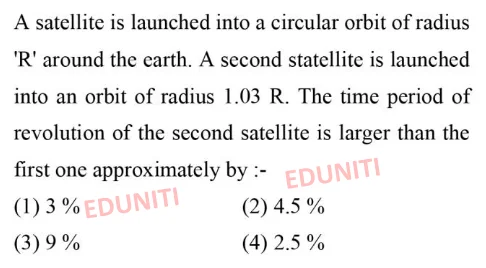 A satellite is launched into a circular orbit of radius
'R' around the earth. A second statellite is launched
into an orbit of radius 1.03 R. The time period of
revolution of the second satellite is larger than the
first one approximately by :- EDUNITI
(1) 3 % EDUNITI (2) 4.5 %
(3) 9 % (4) 2.5 %